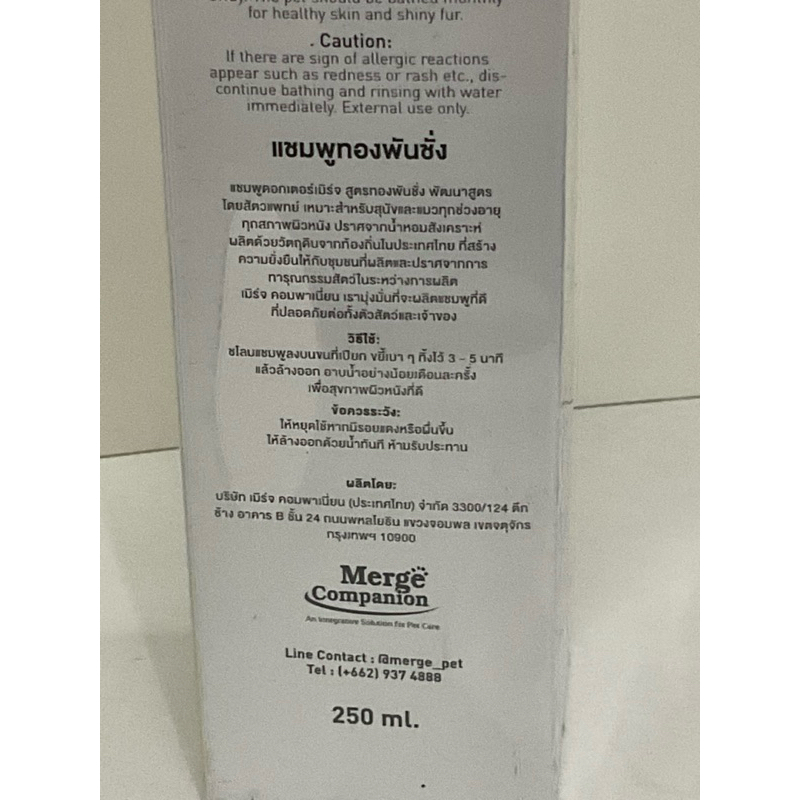 The pet should be bathed monthly
for healthy skin and shiny fur.
. Caution:
If there are sign of allergic reactions
appear such as redness or rash etc., dis-
continue bathing and rinsing with water
immediately. External use only.
แชมพูทองพันชั่ง
แชมพูดอกเตอร์เมิร์จ สูตรทองพันชั่ง พัฒนาสูตร
โดยสัตวแพทย์ เหมาะสำหรับสุนัขและแมวทุกช่วงอายุ
ทุกสภาพผิวหนัง ปราศจากน้ำหอมสังเคราะห์
ผลิตด้วยวัตถุดิบจากท้องถิ่นในประเทศไทย ที่สร้าง
ความยั่งยืนให้กับชุมชนที่ผลิตและปราศจากการ
ทารุณกรรมสัตว์ในระหว่างการผลิต
เมิร์จ คอมพาเนี่ยน เรามุ่งมั่นที่จะผลิตแชมพูที่ดี
ที่ปลอดภัยต่อทั้งตัวสัตว์และเจ้าของ
วิธีใช้:
ชโลมแชมพูลงบนขนที่เปียก ขยี้เบา ๆ ทิ้งไว้ 3 - 5 นาที
แล้วล้างออก อาบน้ำอย่างน้อยเดือนละครั้ง
เพื่อสุขภาพผิวหนังที่ดี
ข้อควรระวัง:
ให้หยุดใช้หากมีรอยแดงหรือผื่นขึ้น
ให้ล้างออกด้วยน้ำทันที ห้ามรับประทาน
ผลิตโดย:
บริษัท เมิร์จ คอมพาเนี่ยน (ประเทศไทย) จำกัด 3300/124 ตึก
ช้าง อาคาร B ชั้น 24 ถนนพหลโยธิน แขวงจอมพล เขตจตุจักร
กรุงเทพฯ 10900
Merge
Companion
An Integrative Solution for Pet Care
Line Contact : @merge_pet
Tel : (+662) 937 4888
250 ml.